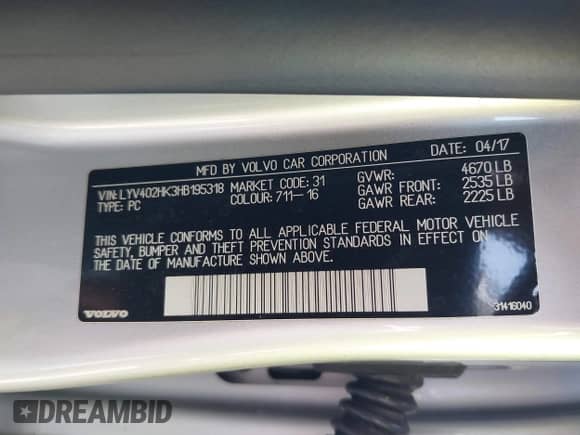 MFD BY VOLVO CAR CORPORATION DATE: 04/17
VIN: LYV402HK3HB195318 MARKET CODE: 31 GVWR: 4670 LB
TYPE: PC COLOUR: 711-16 GAWR FRONT: 2535 LB
GAWR REAR: 2225 LB
THIS VEHICLE CONFORMS TO ALL APPLICABLE FEDERAL MOTOR VEHICLE
SAFETY, BUMPER AND THEFT PREVENTION STANDARDS IN EFFECT ON
THE DATE OF MANUFACTURE SHOWN ABOVE.
VOLVO 31416040
DREAMBID